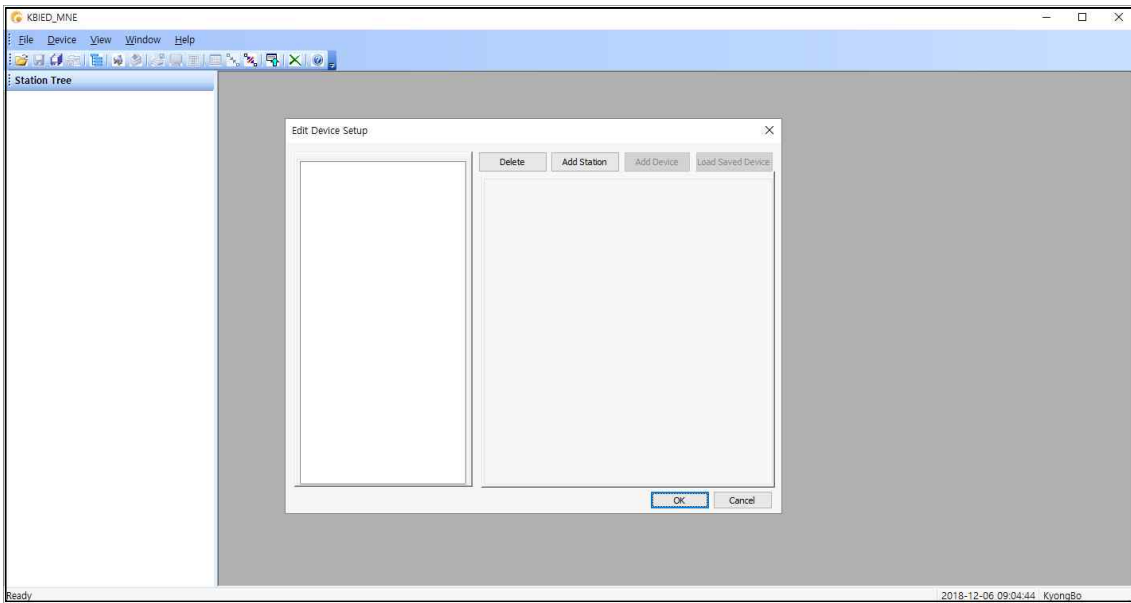 KBIED_MNE
File Device View Window Help
Station Tree
Edit Device Setup
Delete Add Station Add Device Load Saved Device
OK Cancel
Ready 2018-12-06 09:04:44 KyongBo